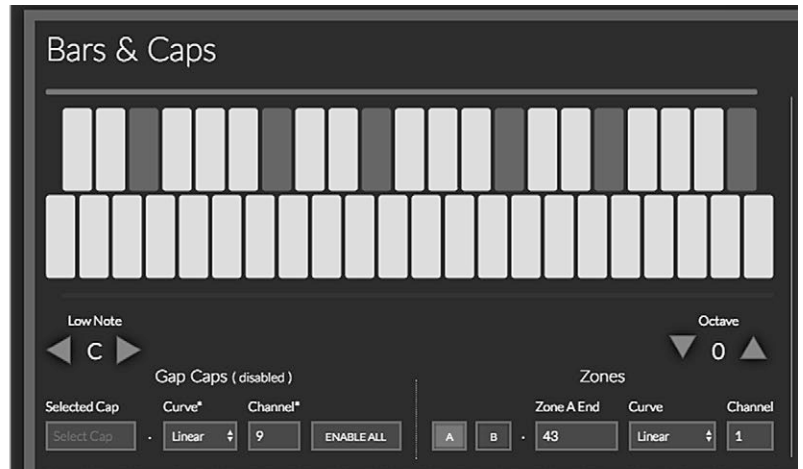 Bars & Caps
Low Note
C
Octave
0
Gap Caps ( disabled )
Zones
Selected Cap Curve* Channel* Zone A End Curve Channel
Select Cap - Linear 9 ENABLE ALL A B - 43 Linear 1